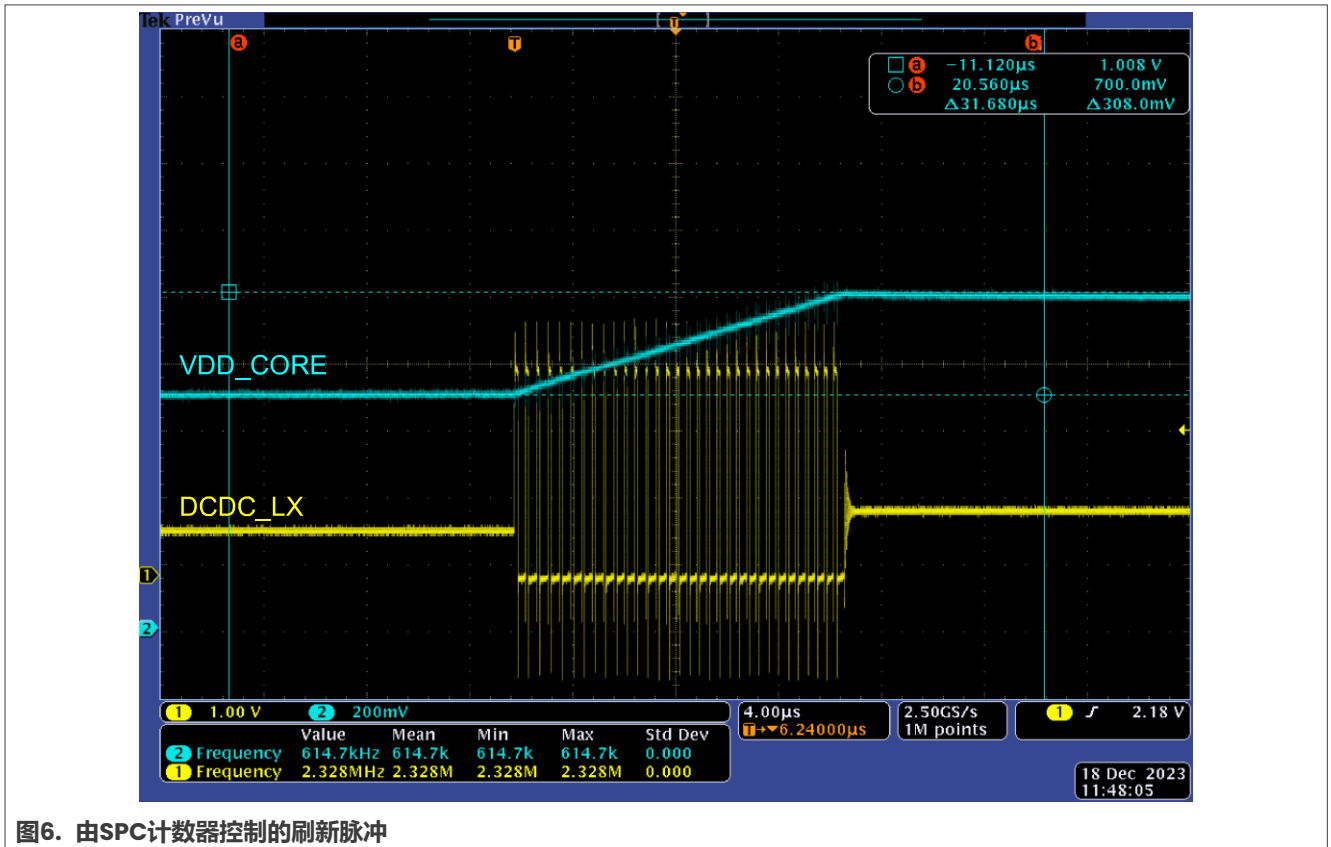 Tek PreVu
T
a
T
b
a −11.120µs 1.008 V
b 20.560µs 700.0mV
Δ31.680µs Δ308.0mV
VDD_CORE
DCDC_LX
1
2
1 1.00 V 2 200mV
4.00µs
T→▼6.24000µs
2.50GS/s
1M points
1 2.18 V
Value Mean Min Max Std Dev
2 Frequency 614.7kHz 614.7k 614.7k 614.7k 0.000
1 Frequency 2.328MHz 2.328M 2.328M 2.328M 0.000
18 Dec 2023
11:48:05
图6. 由SPC计数器控制的刷新脉冲